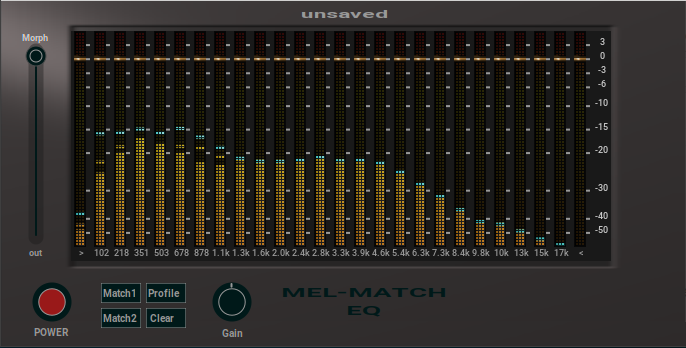 unsaved
Morph
3
0
-3
-6
-10
-15
-20
-30
-40
-50
out
> 102 218 351 503 678 878 1.1k 1.3k 1.6k 2.0k 2.4k 2.8k 3.3k 3.9k 4.6k 5.4k 6.3k 7.3k 8.4k 9.8k 10k 13k 15k 17k <
Match1 Profile
MEL-MATCH
EQ
Match2 Clear
POWER
Gain